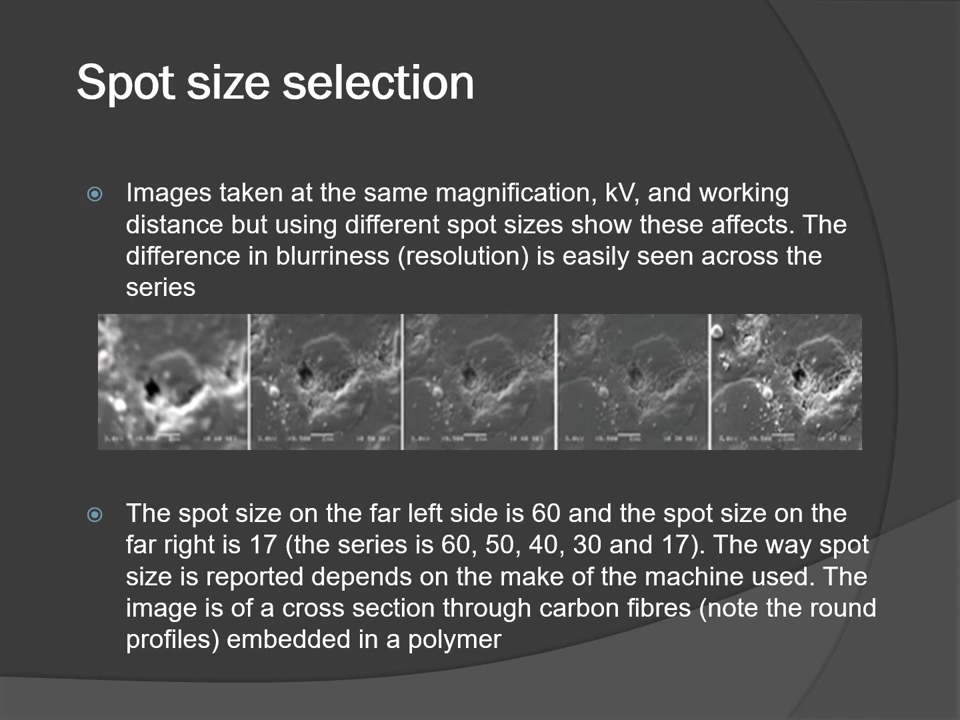 Spot size selection
Images taken at the same magnification, kV, and working
distance but using different spot sizes show these affects. The
difference in blurriness (resolution) is easily seen across the
series
The spot size on the far left side is 60 and the spot size on the
far right is 17 (the series is 60, 50, 40, 30 and 17). The way spot
size is reported depends on the make of the machine used. The
image is of a cross section through carbon fibres (note the round
profiles) embedded in a polymer